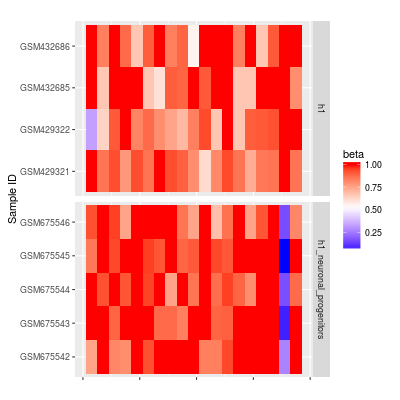 GSM432686
GSM432685
GSM429322
GSM429321
h1
GSM675546
GSM675545
GSM675544
GSM675543
GSM675542
h1_neuronal_progenitors
Sample ID
beta
1.00
0.75
0.50
0.25